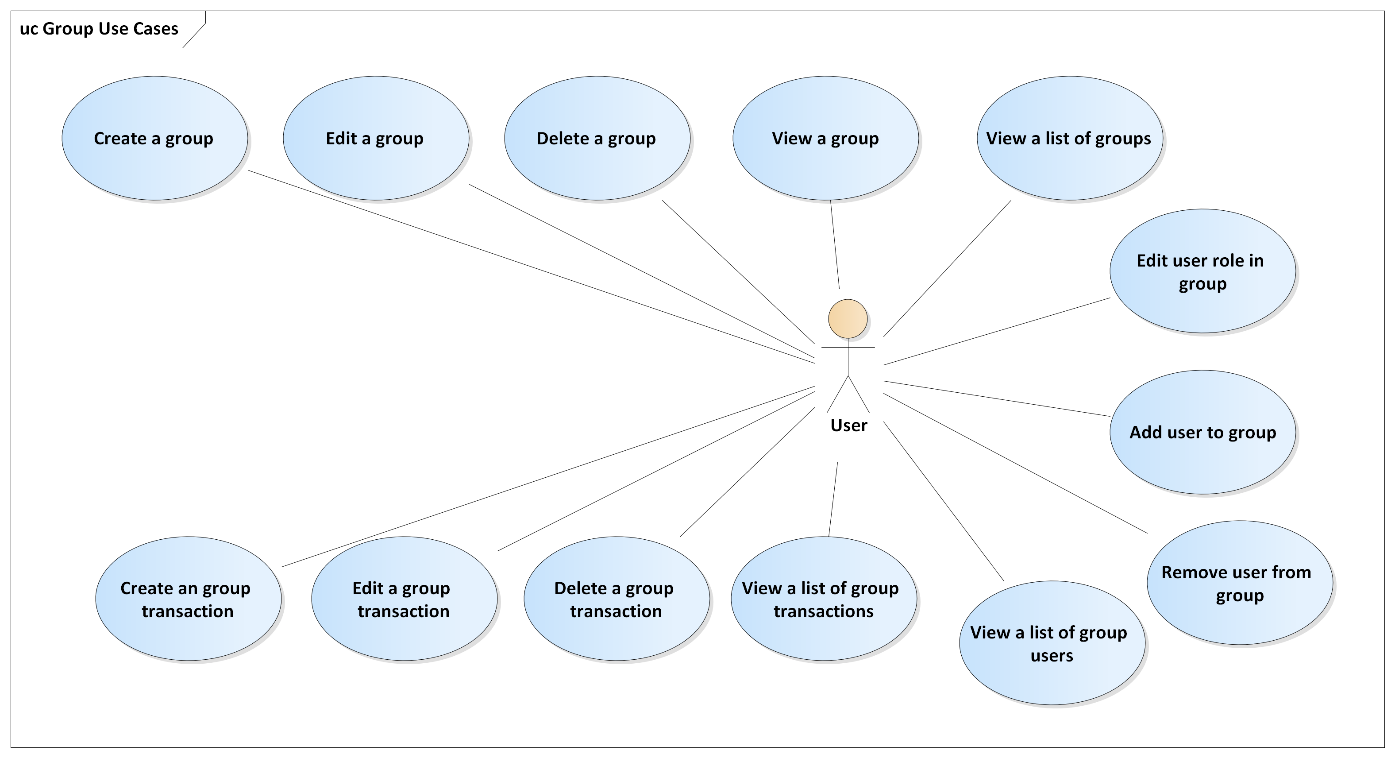 uc Group Use Cases
Create a group
Edit a group
Delete a group
View a group
View a list of groups
Edit user role in
group
Add user to group
User
Remove user from
group
Create an group
transaction
Edit a group
transaction
Delete a group
transaction
View a list of group
transactions
View a list of group
users